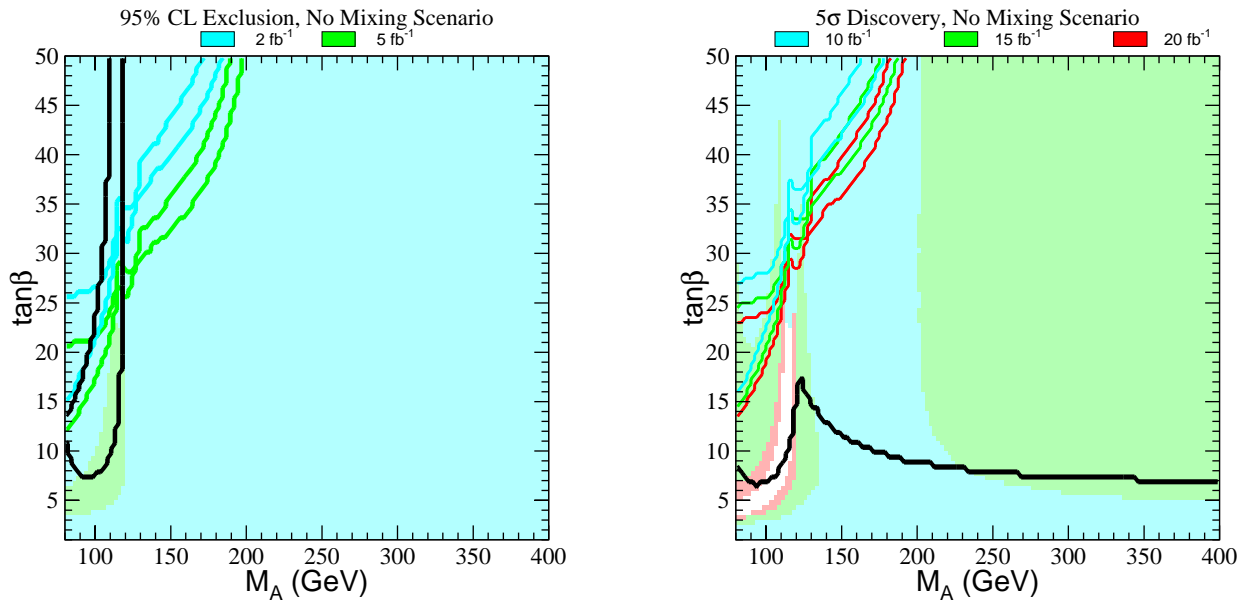 95% CL Exclusion, No Mixing Scenario
2 fb⁻¹ 5 fb⁻¹
50
45
40
35
30
25
20
15
10
5
tanβ
100 150 200 250 300 350 400
M_A (GeV)
5σ Discovery, No Mixing Scenario
10 fb⁻¹ 15 fb⁻¹ 20 fb⁻¹
50
45
40
35
30
25
20
15
10
5
tanβ
100 150 200 250 300 350 400
M_A (GeV)